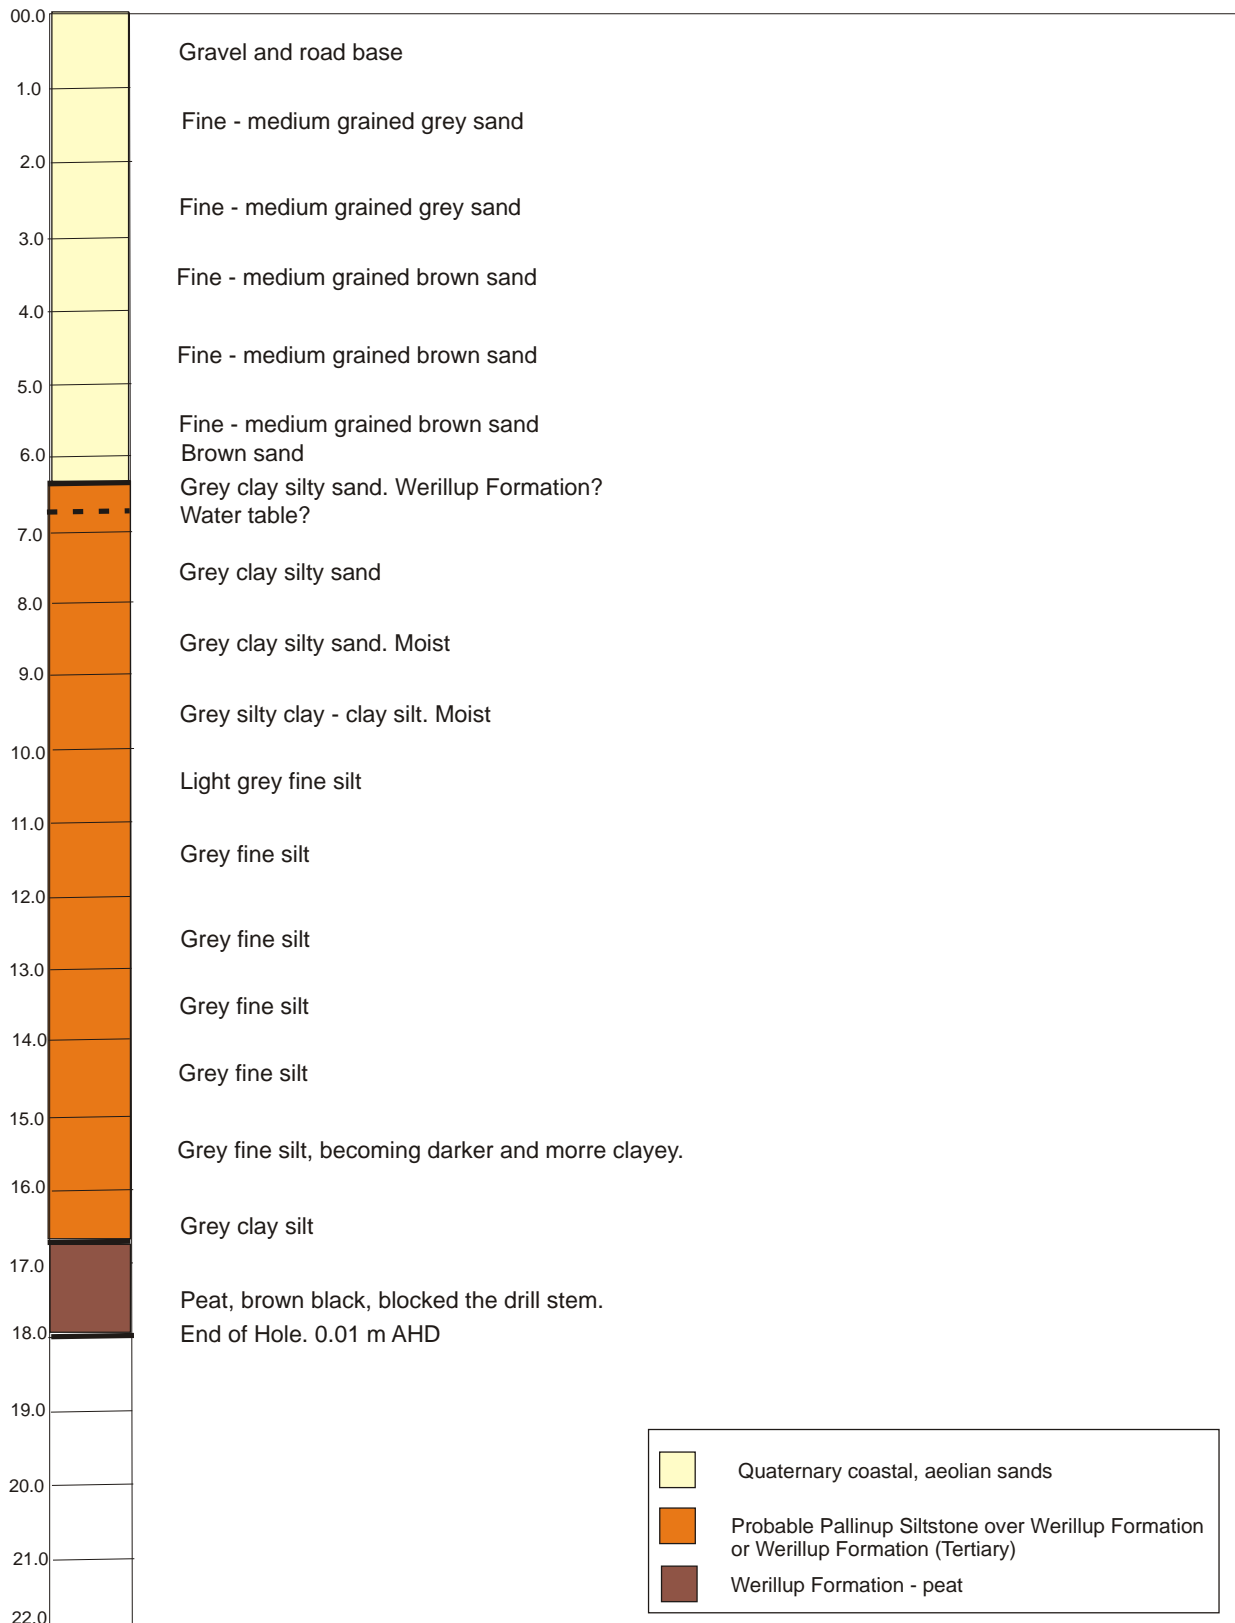 00.0
Gravel and road base
1.0
Fine - medium grained grey sand
2.0
Fine - medium grained grey sand
3.0
Fine - medium grained brown sand
4.0
Fine - medium grained brown sand
5.0
Fine - medium grained brown sand
6.0
Brown sand
Grey clay silty sand. Werillup Formation?
Water table?
7.0
Grey clay silty sand
8.0
Grey clay silty sand. Moist
9.0
Grey silty clay - clay silt. Moist
10.0
Light grey fine silt
11.0
Grey fine silt
12.0
Grey fine silt
13.0
Grey fine silt
14.0
Grey fine silt
15.0
Grey fine silt, becoming darker and morre clayey.
16.0
Grey clay silt
17.0
Peat, brown black, blocked the drill stem.
18.0
End of Hole. 0.01 m AHD
19.0
20.0
21.0
22.0
Quaternary coastal, aeolian sands
Probable Pallinup Siltstone over Werillup Formation
or Werillup Formation (Tertiary)
Werillup Formation - peat